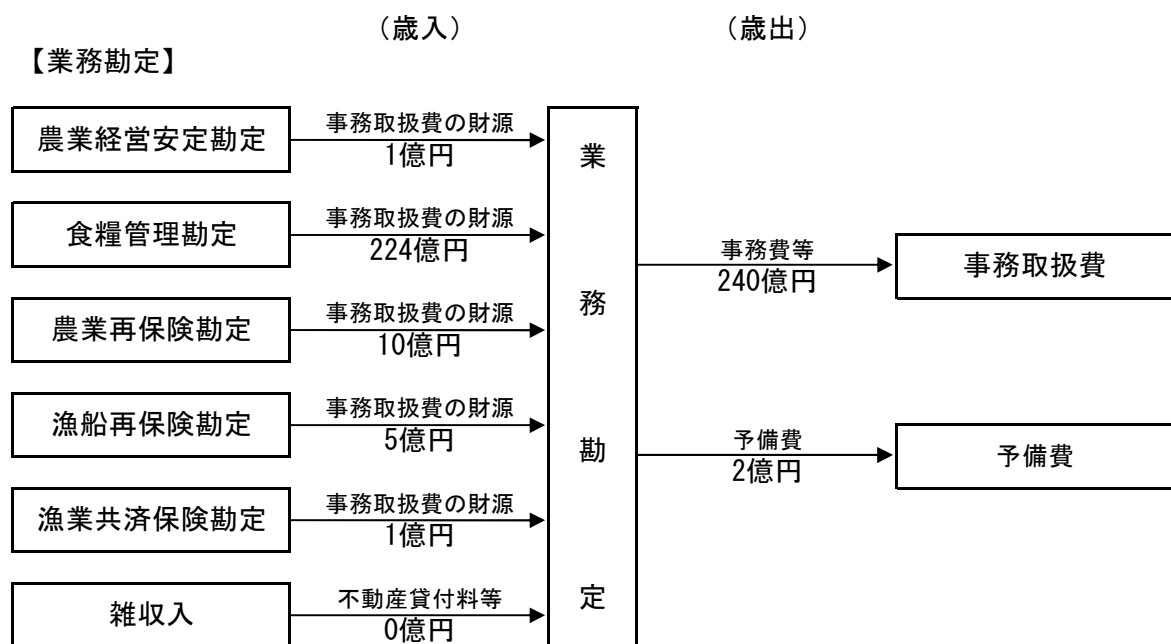 （歳入）
（歳出）
【業務勘定】
農業経営安定勘定
事務取扱費の財源
1億円
食糧管理勘定
事務取扱費の財源
224億円
農業再保険勘定
事務取扱費の財源
10億円
漁船再保険勘定
事務取扱費の財源
5億円
漁業共済保険勘定
事務取扱費の財源
1億円
雑収入
不動産貸付料等
0億円
業務勘定
事務費等
240億円
事務取扱費
予備費
2億円
予備費